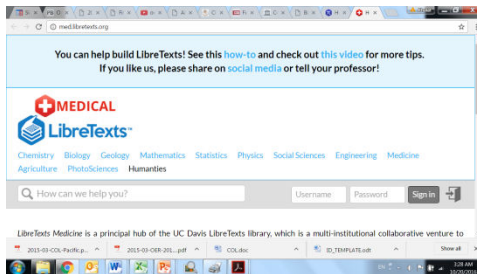 med.libretexts.org
You can help build LibreTexts! See this how-to and check out this video for more tips.
If you like us, please share on social media or tell your professor!
MEDICAL
LibreTexts™
Chemistry Biology Geology Mathematics Statistics Physics Social Sciences Engineering Medicine
Agriculture PhotoSciences Humanties
How can we help you? Username Password Sign in
LibreTexts Medicine is a principal hub of the UC Davis LibreTexts library, which is a multi-institutional collaborative venture to
2015-03-COL-Pacific.p... 2015-03-OER-201....pdf COL.doc ID_TEMPLATE.odt Show all
3:28 AM